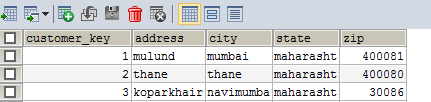 customer_key address city state zip
1 mulund mumbai maharasht 400081
2 thane thane maharasht 400080
3 koparkhair navimumba maharasht 30086